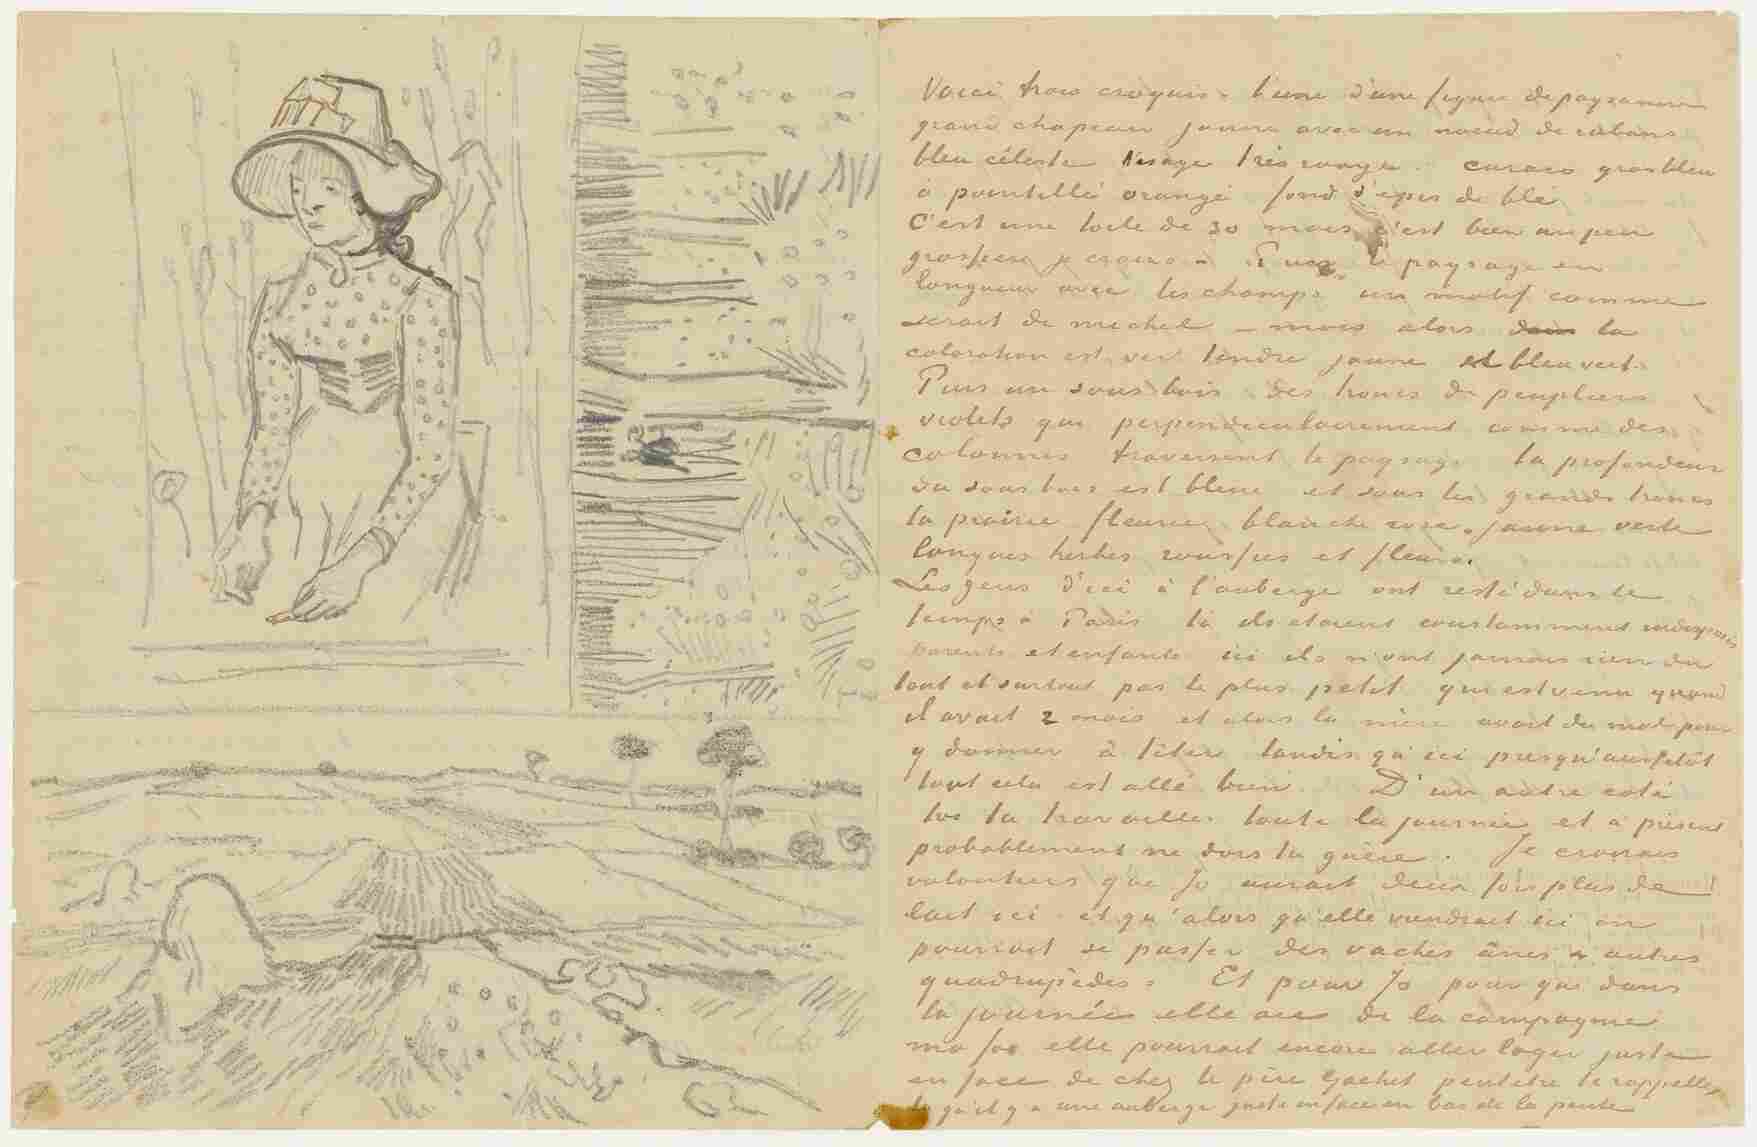 Voici trois croquis – l'une d'une figure de paysanne
grand chapeau jaune avec un noeud de rubans
bleu céleste visage très rouge. caraco gros bleu
à pointillé orangé fond d'épis de blé
C'est une toile de 30 mais c'est bien un peu
grossier je crains – Puis le paysage en
longueur avec les champs un motif comme
serait de michel – mais alors la
coloration est vert tendre jaune et bleu vert.
Puis un sous bois des troncs de peupliers
violets qui perpendiculairement comme des
colonnes traversent le paysage la profondeur
du sous bois est bleue et sous les grands troncs
la prairie fleurie, blanche rose, jaune verte
longues herbes roussies et fleurs.
Les gens d'ici à l'auberge ont resté dans le
temps à Paris là ils étaient constamment indisposés
parents et enfants ici ils n'ont jamais rien du
tout et surtout pas le plus petit qui est venu quand
il avait 2 mois et alors la mère avait du mal pour
y donner à têter tandis qu'ici presqu'aussitôt
tout cela est allé bien. D'un autre coté
toi tu travailles toute la journée et à présent
probablement ne dors tu guère. Je croirais
volontiers que Jo aurait deux fois plus de
lait ici et qu'alors qu'elle viendrait ici on
pourrait se passer des vaches ânes & autres
quadrupèdes. Et pour Jo pour que dans
la journée elle aie de la campagne
ma foi elle pourrait encore aller loger juste
en face de chez le père Gachet peutetre te rappelles
tu qu'il y a une auberge juste en face en bas de la pente